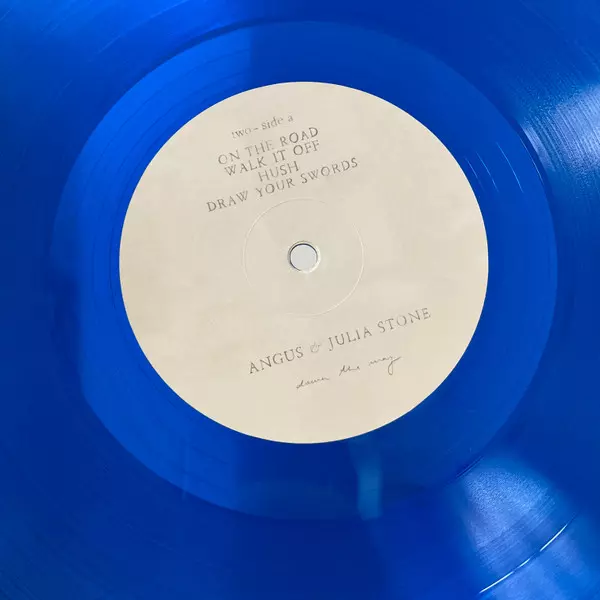 two - side a
ON THE ROAD
WALK IT OFF
HUSH
DRAW YOUR SWORDS
ANGUS & JULIA STONE
down the way